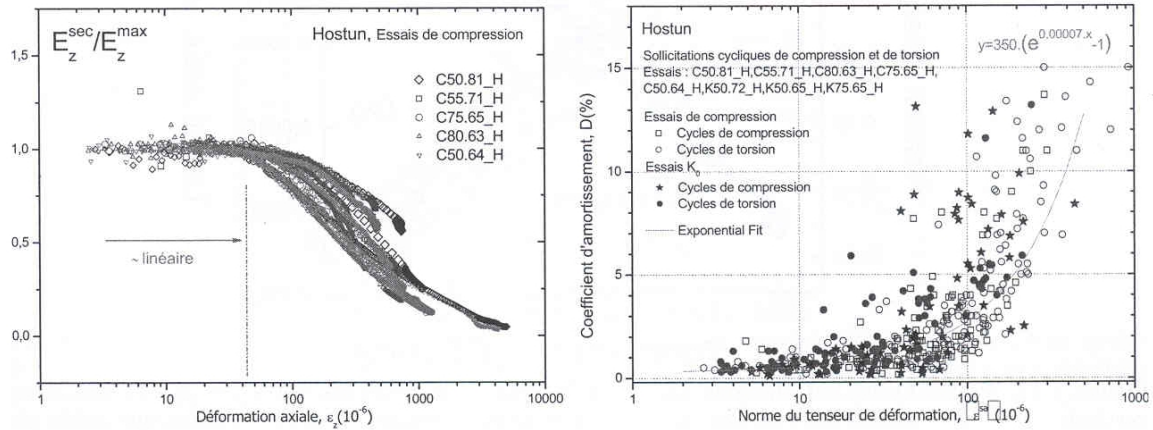 E_z^sec/E_z^max
Hostun, Essais de compression
C50.81_H
C55.71_H
C75.65_H
C80.63_H
C50.64_H
~ linéaire
1,5
1,0
0,5
0,0
1
10
100
1000
10000
Déformation axiale, ε_z(10^-6)
Hostun
y=350.(e^0.00007.x-1)
Sollicitations cycliques de compression et de torsion
Essais : C50.81_H,C55.71_H,C80.63_H,C75.65_H,
C50.64_H,K50.72_H,K50.65_H,K75.65_H
Essais de compression
Cycles de compression
Cycles de torsion
Essais K_0
Cycles de compression
Cycles de torsion
Exponential Fit
Coefficient d'amortissement, D(%)
15
10
5
0
1
10
100
1000
Norme du tenseur de déformation, (10^-6)